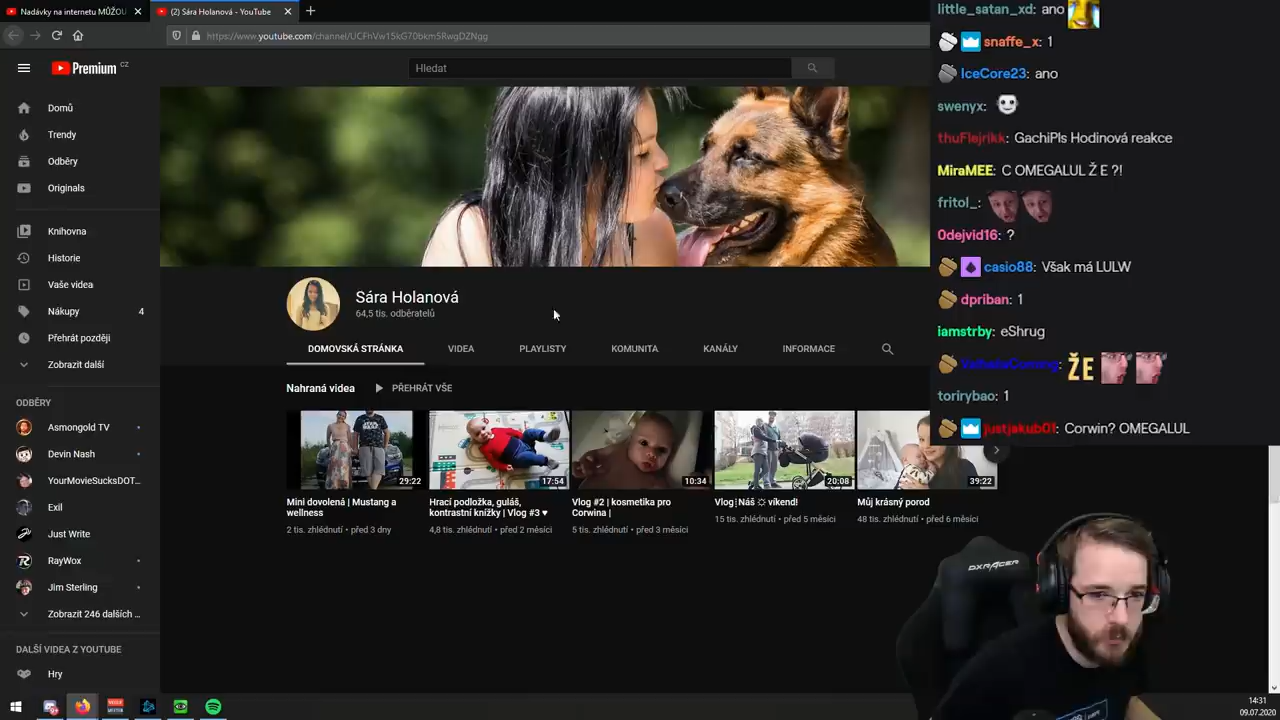 Nadávky na internetu MŮŽOU
(2) Sára Holanová - YouTube
https://www.youtube.com/channel/UCFhVw15kG70bkm5RwgDZNgg
Premium CZ
Hledat
Domů
Trendy
Odběry
Originals
Knihovna
Historie
Vaše videa
Nákupy 4
Přehrát později
Zobrazit další
ODBĚRY
Asmongold TV
Devin Nash
YourMovieSucksDOT...
Exil
Just Write
RayWox
Jim Sterling
Zobrazit 246 dalších ...
DALŠÍ VIDEA Z YOUTUBE
Hry
Sára Holanová
64,5 tis. odběratelů
DOMOVSKÁ STRÁNKA VIDEA PLAYLISTY KOMUNITA KANÁLY INFORMACE
Nahraná videa PŘEHRÁT VŠE
29:22
Mini dovolená | Mustang a
wellness
2 tis. zhlédnutí • před 3 dny
17:54
Hrací podložka, guláš,
kontrastní knížky | Vlog #3 ♥
4,8 tis. zhlédnutí • před 2 měsíci
10:34
Vlog #2 | kosmetika pro
Corwina |
5 tis. zhlédnutí • před 3 měsíci
20:08
Vlog┊Náš ☼ víkend!
15 tis. zhlédnutí • před 5 měsíci
39:22
Můj krásný porod
48 tis. zhlédnutí • před 6 měsíci
little_satan_xd: ano
snaffe_x: 1
IceCore23: ano
swenyx:
thuFlejrikk: GachiPls Hodinová reakce
MiraMEE: C OMEGALUL Ž E ?!
fritol_:
0dejvid16: ?
casio88: Však má LULW
dpriban: 1
iamstrby: eShrug
ValhallaComing: ŽE
torirybao: 1
justjakub01: Corwin? OMEGALUL
DXRACER
14:31
09.07.2020